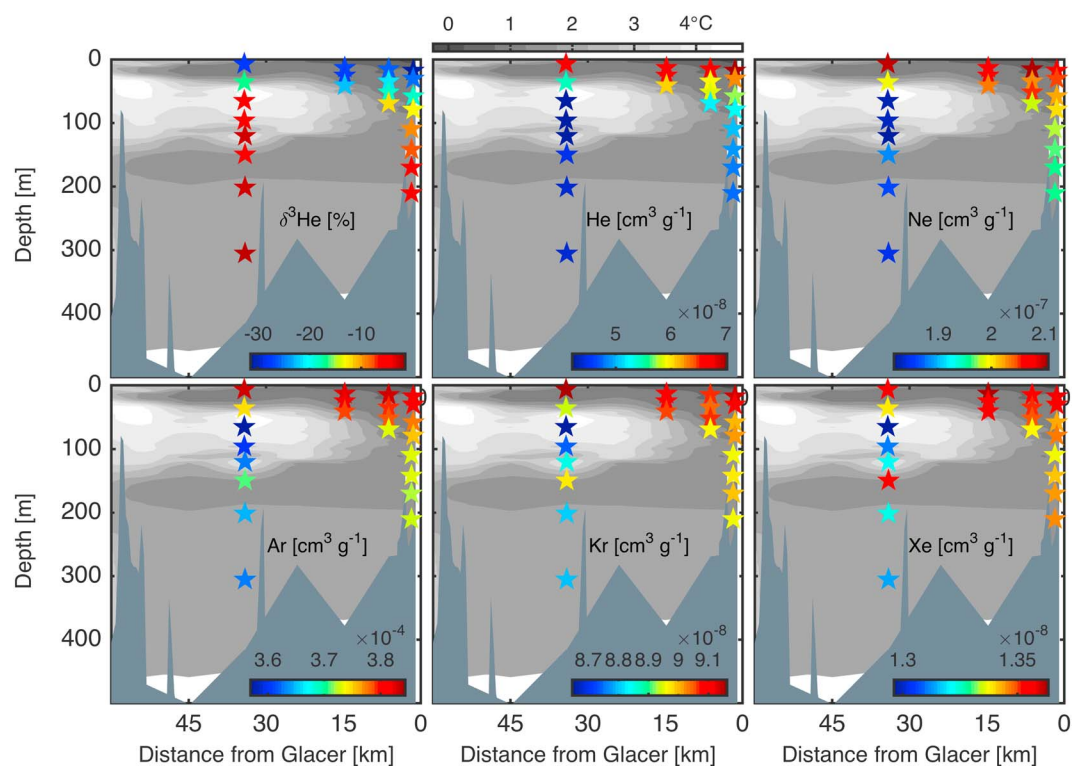 0 1 2 3 4°C
0
100
200
300
400
Depth [m]
δ³He [%]
-30 -20 -10
He [cm³ g⁻¹]
×10⁻⁸
5 6 7
Ne [cm³ g⁻¹]
×10⁻⁷
1.9 2 2.1
0
100
200
300
400
Depth [m]
Ar [cm³ g⁻¹]
×10⁻⁴
3.6 3.7 3.8
Kr [cm³ g⁻¹]
×10⁻⁸
8.7 8.8 8.9 9 9.1
Xe [cm³ g⁻¹]
×10⁻⁸
1.3 1.35
45 30 15 0
45 30 15 0
45 30 15 0
Distance from Glacer [km]
Distance from Glacer [km]
Distance from Glacer [km]